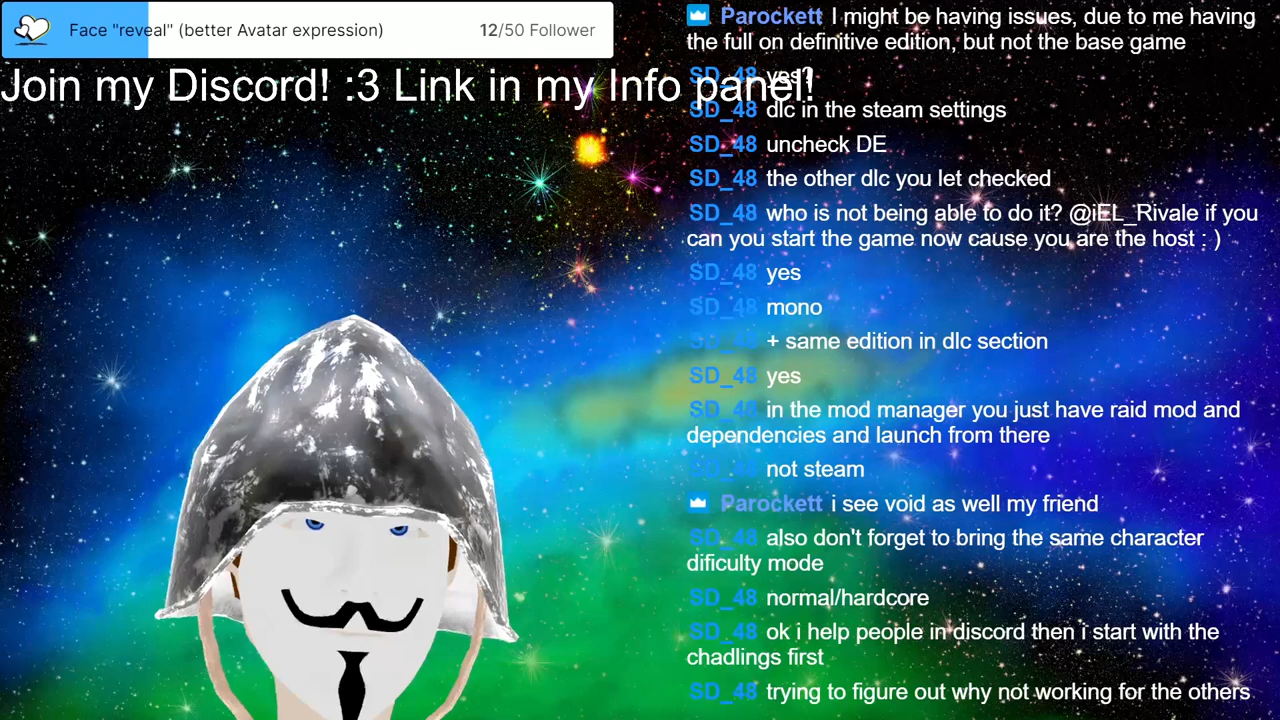 Face "reveal" (better Avatar expression) 12/50 Follower
Join my Discord! :3 Link in my Info panel!
Parockett I might be having issues, due to me having
the full on definitive edition, but not the base game
SD_48 yes?
SD_48 dlc in the steam settings
SD_48 uncheck DE
SD_48 the other dlc you let checked
SD_48 who is not being able to do it? @iEL_Rivale if you
can you start the game now cause you are the host : )
SD_48 yes
SD_48 mono
SD_48 + same edition in dlc section
SD_48 yes
SD_48 in the mod manager you just have raid mod and
dependencies and launch from there
SD_48 not steam
Parockett i see void as well my friend
SD_48 also don't forget to bring the same character
dificulty mode
SD_48 normal/hardcore
SD_48 ok i help people in discord then i start with the
chadlings first
SD_48 trying to figure out why not working for the others